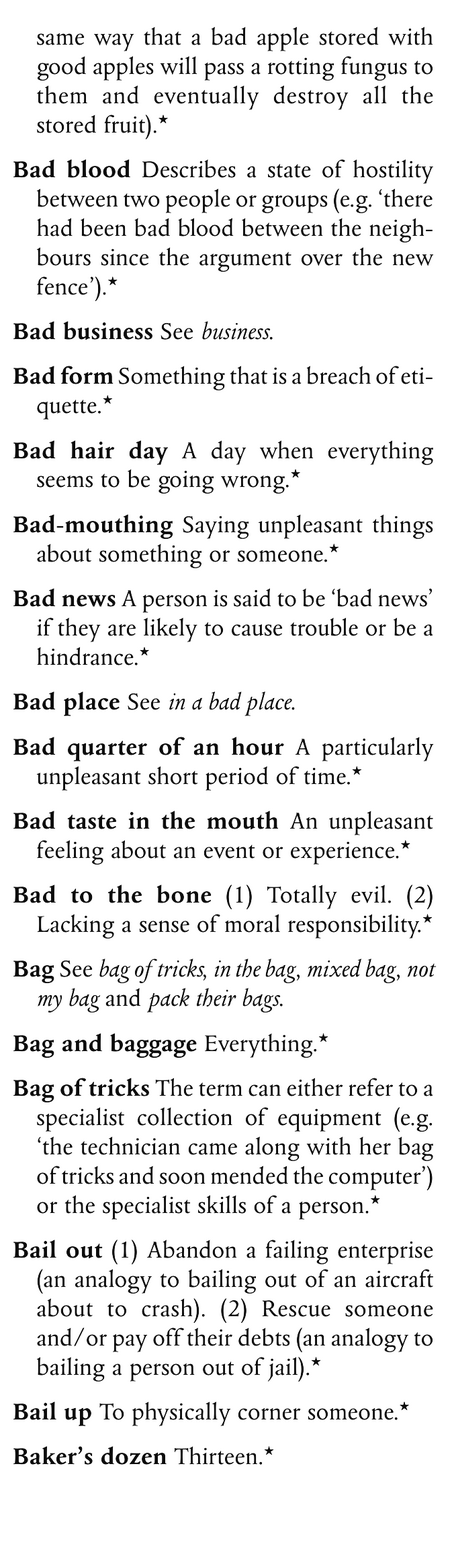 same way that a bad apple stored with
good apples will pass a rotting fungus to
them and eventually destroy all the
stored fruit).★
Bad blood Describes a state of hostility
between two people or groups (e.g. ‘there
had been bad blood between the neigh-
bours since the argument over the new
fence’).★
Bad business See business.
Bad form Something that is a breach of eti-
quette.★
Bad hair day A day when everything
seems to be going wrong.★
Bad-mouthing Saying unpleasant things
about something or someone.★
Bad news A person is said to be ‘bad news’
if they are likely to cause trouble or be a
hindrance.★
Bad place See in a bad place.
Bad quarter of an hour A particularly
unpleasant short period of time.★
Bad taste in the mouth An unpleasant
feeling about an event or experience.★
Bad to the bone (1) Totally evil. (2)
Lacking a sense of moral responsibility.★
Bag See bag of tricks, in the bag, mixed bag, not
my bag and pack their bags.
Bag and baggage Everything.★
Bag of tricks The term can either refer to a
specialist collection of equipment (e.g.
‘the technician came along with her bag
of tricks and soon mended the computer’)
or the specialist skills of a person.★
Bail out (1) Abandon a failing enterprise
(an analogy to bailing out of an aircraft
about to crash). (2) Rescue someone
and/or pay off their debts (an analogy to
bailing a person out of jail).★
Bail up To physically corner someone.★
Baker’s dozen Thirteen.★